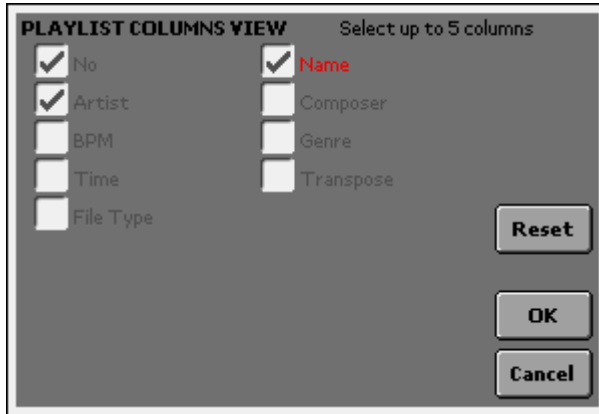 PLAYLIST COLUMNS VIEW Select up to 5 columns
No Name
Artist Composer
BPM Genre
Time Transpose
File Type
Reset
OK
Cancel